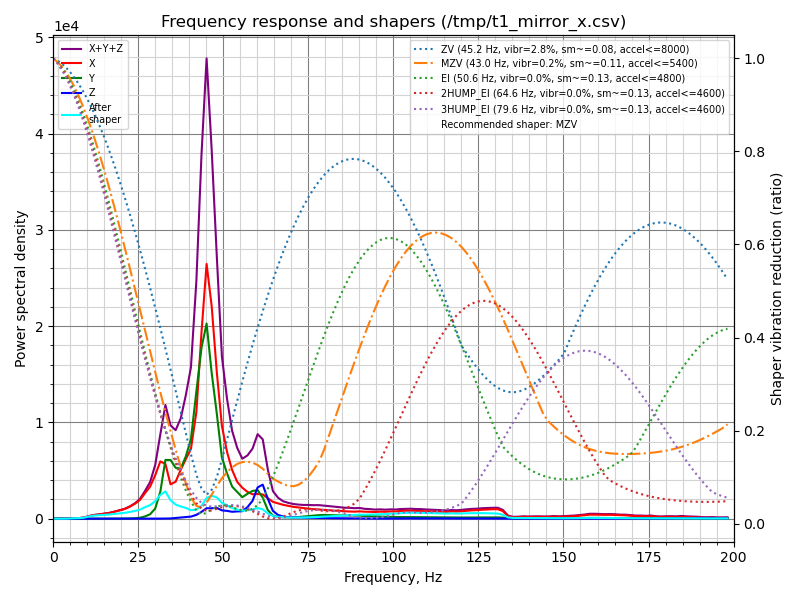 Frequency response and shapers (/tmp/t1_mirror_x.csv)
1e4
X+Y+Z
X
Y
Z
After
shaper
ZV (45.2 Hz, vibr=2.8%, sm~=0.08, accel<=8000)
MZV (43.0 Hz, vibr=0.2%, sm~=0.11, accel<=5400)
EI (50.6 Hz, vibr=0.0%, sm~=0.13, accel<=4800)
2HUMP_EI (64.6 Hz, vibr=0.0%, sm~=0.13, accel<=4600)
3HUMP_EI (79.6 Hz, vibr=0.0%, sm~=0.13, accel<=4600)
Recommended shaper: MZV
5
4
3
2
1
0
Power spectral density
1.0
0.8
0.6
0.4
0.2
0.0
Shaper vibration reduction (ratio)
0 25 50 75 100 125 150 175 200
Frequency, Hz